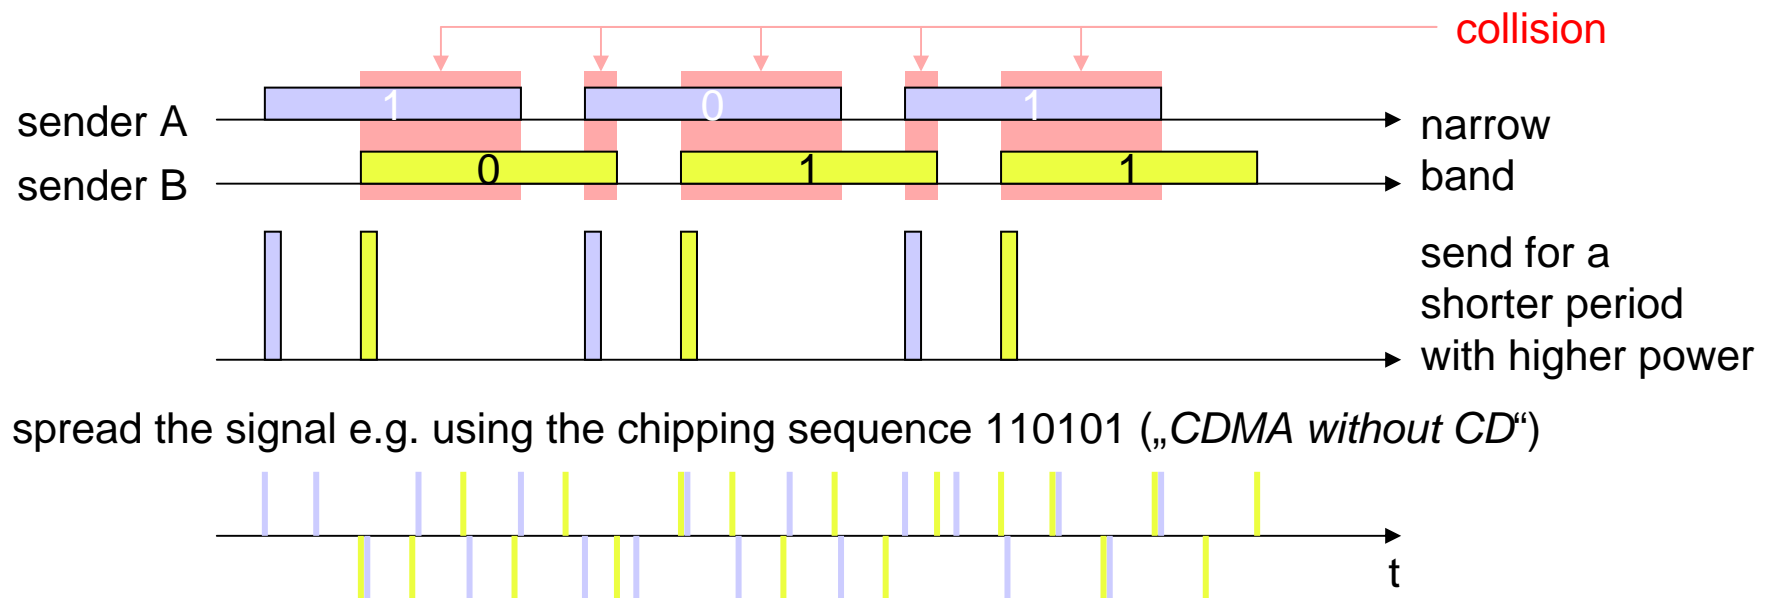 collision
sender A
1
0
1
narrow
band
sender B
0
1
1
send for a
shorter period
with higher power
spread the signal e.g. using the chipping sequence 110101 („CDMA without CD“)
t